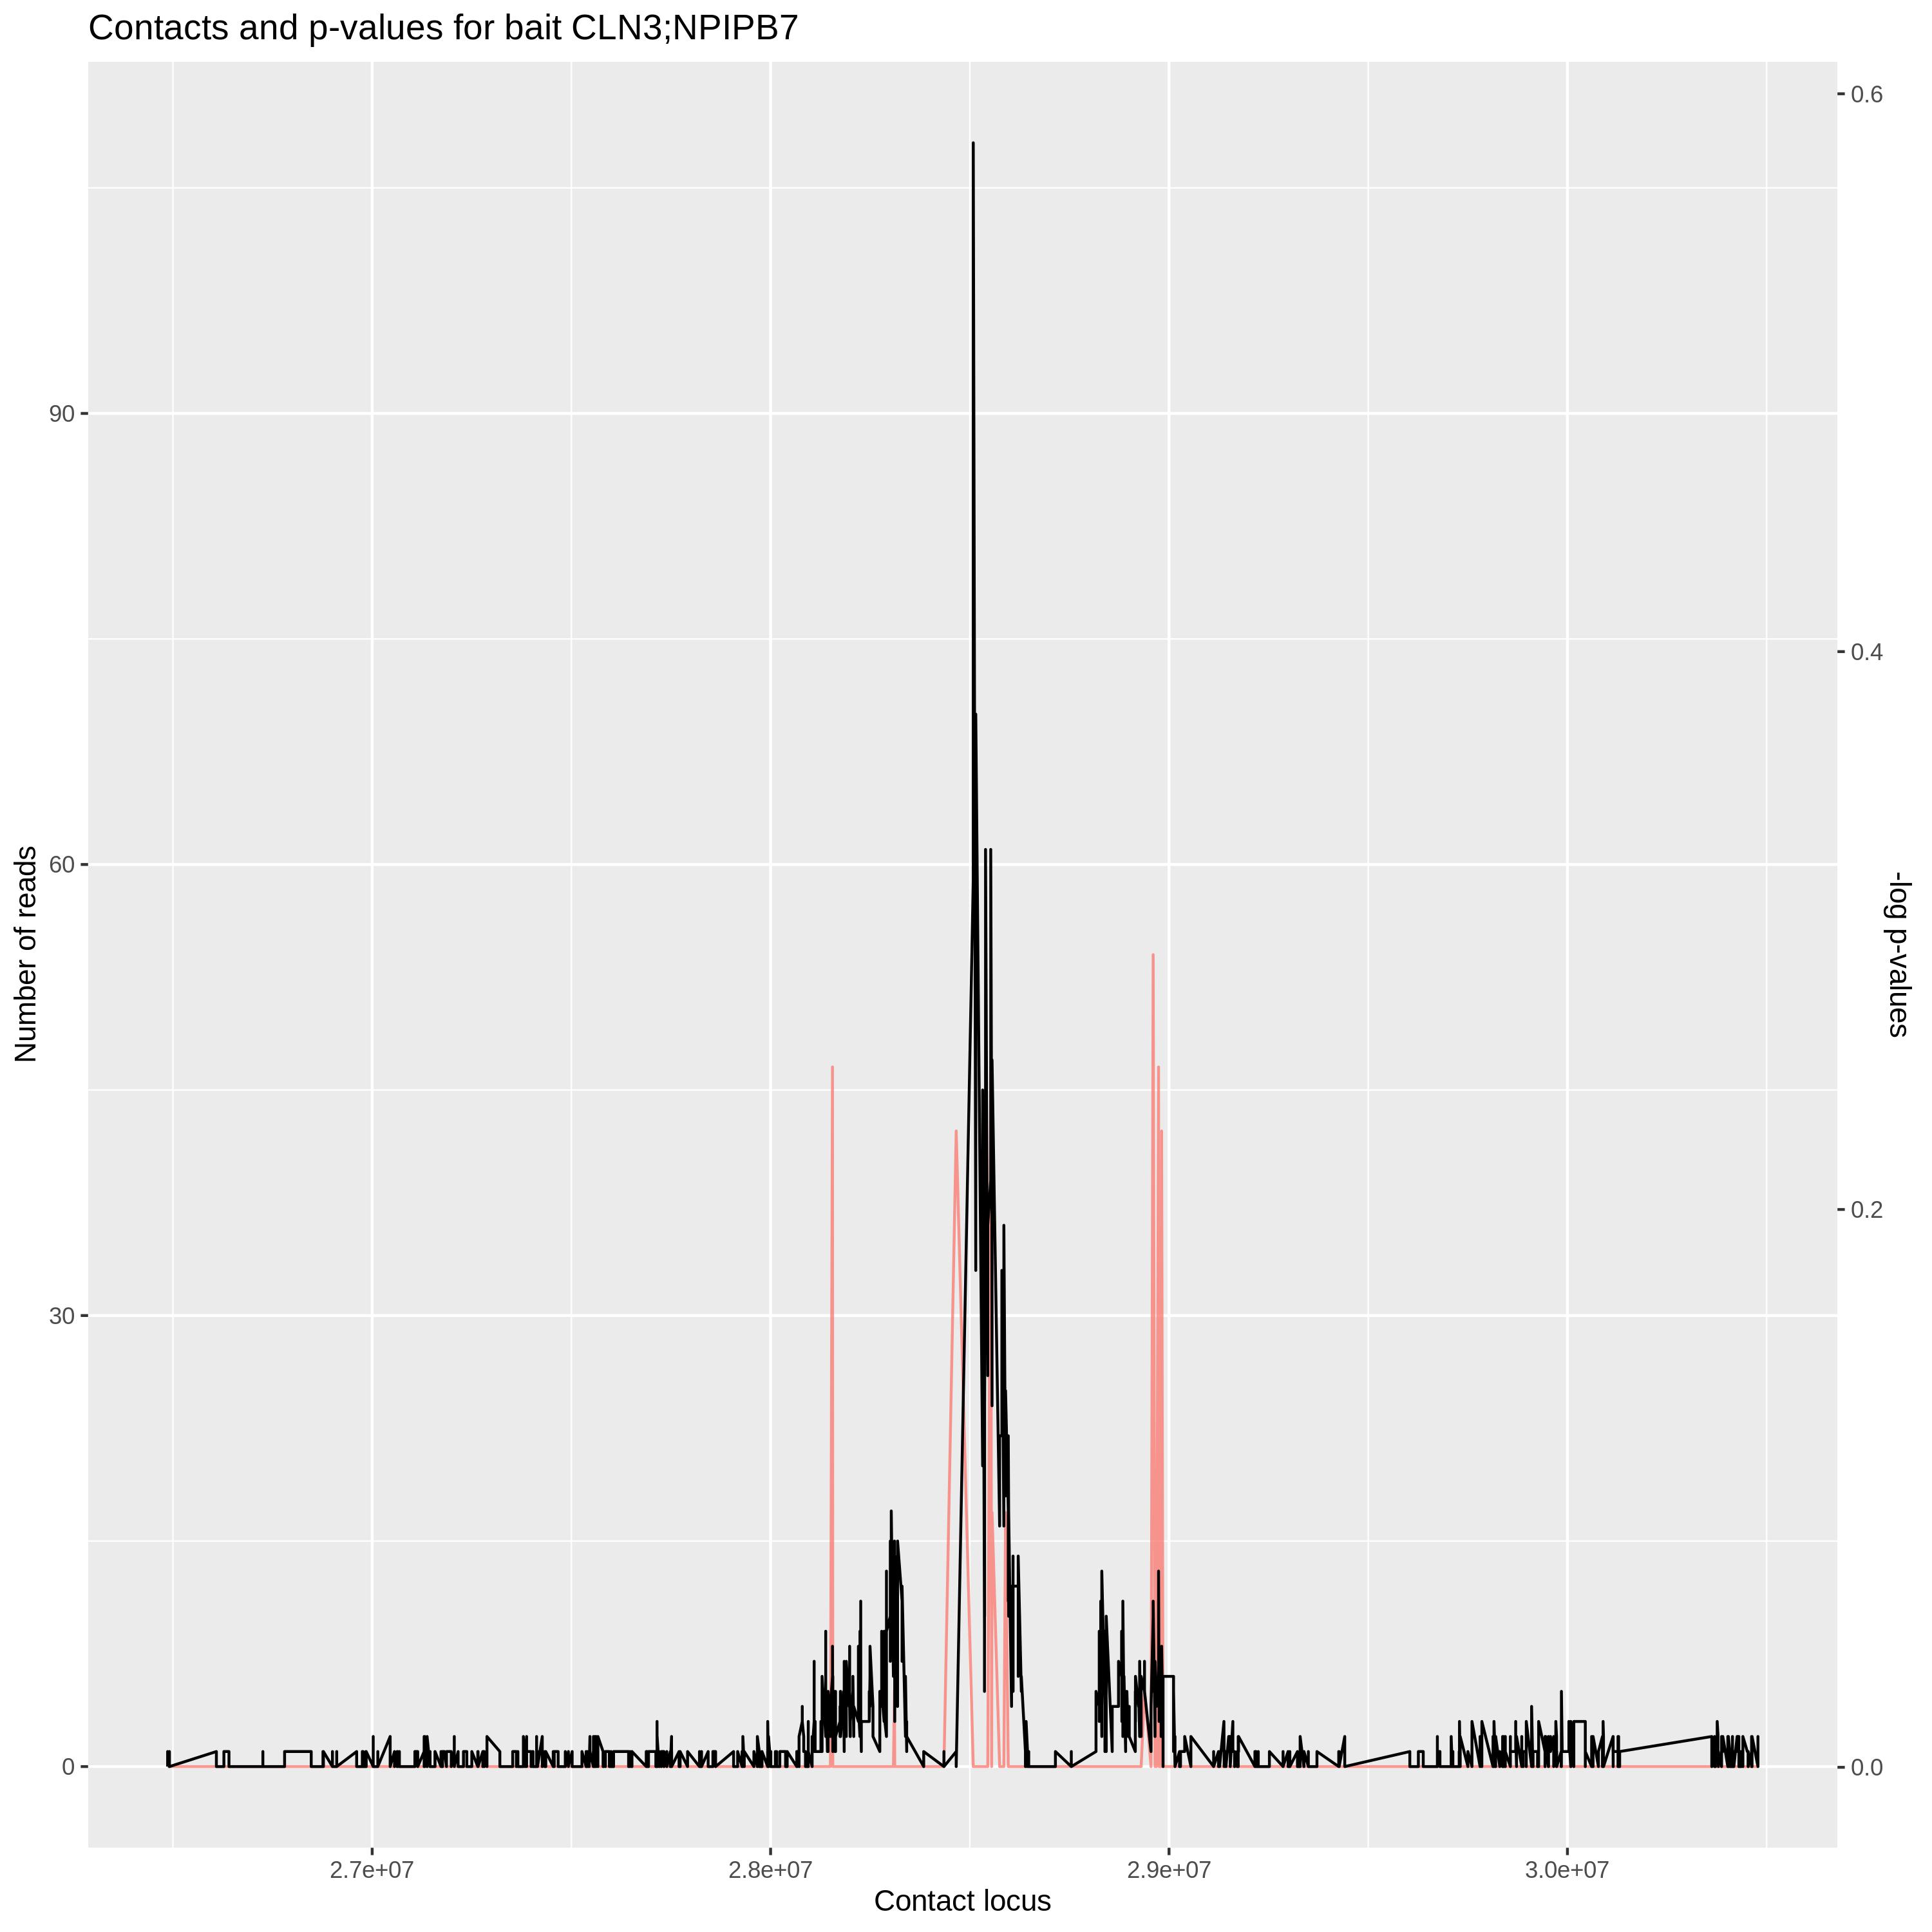 Contacts and p-values for bait CLN3;NPIPB7
Number of reads
90
60
30
0
0.6
0.4
0.2
0.0
-log p-values
2.7e+07
2.8e+07
2.9e+07
3.0e+07
Contact locus